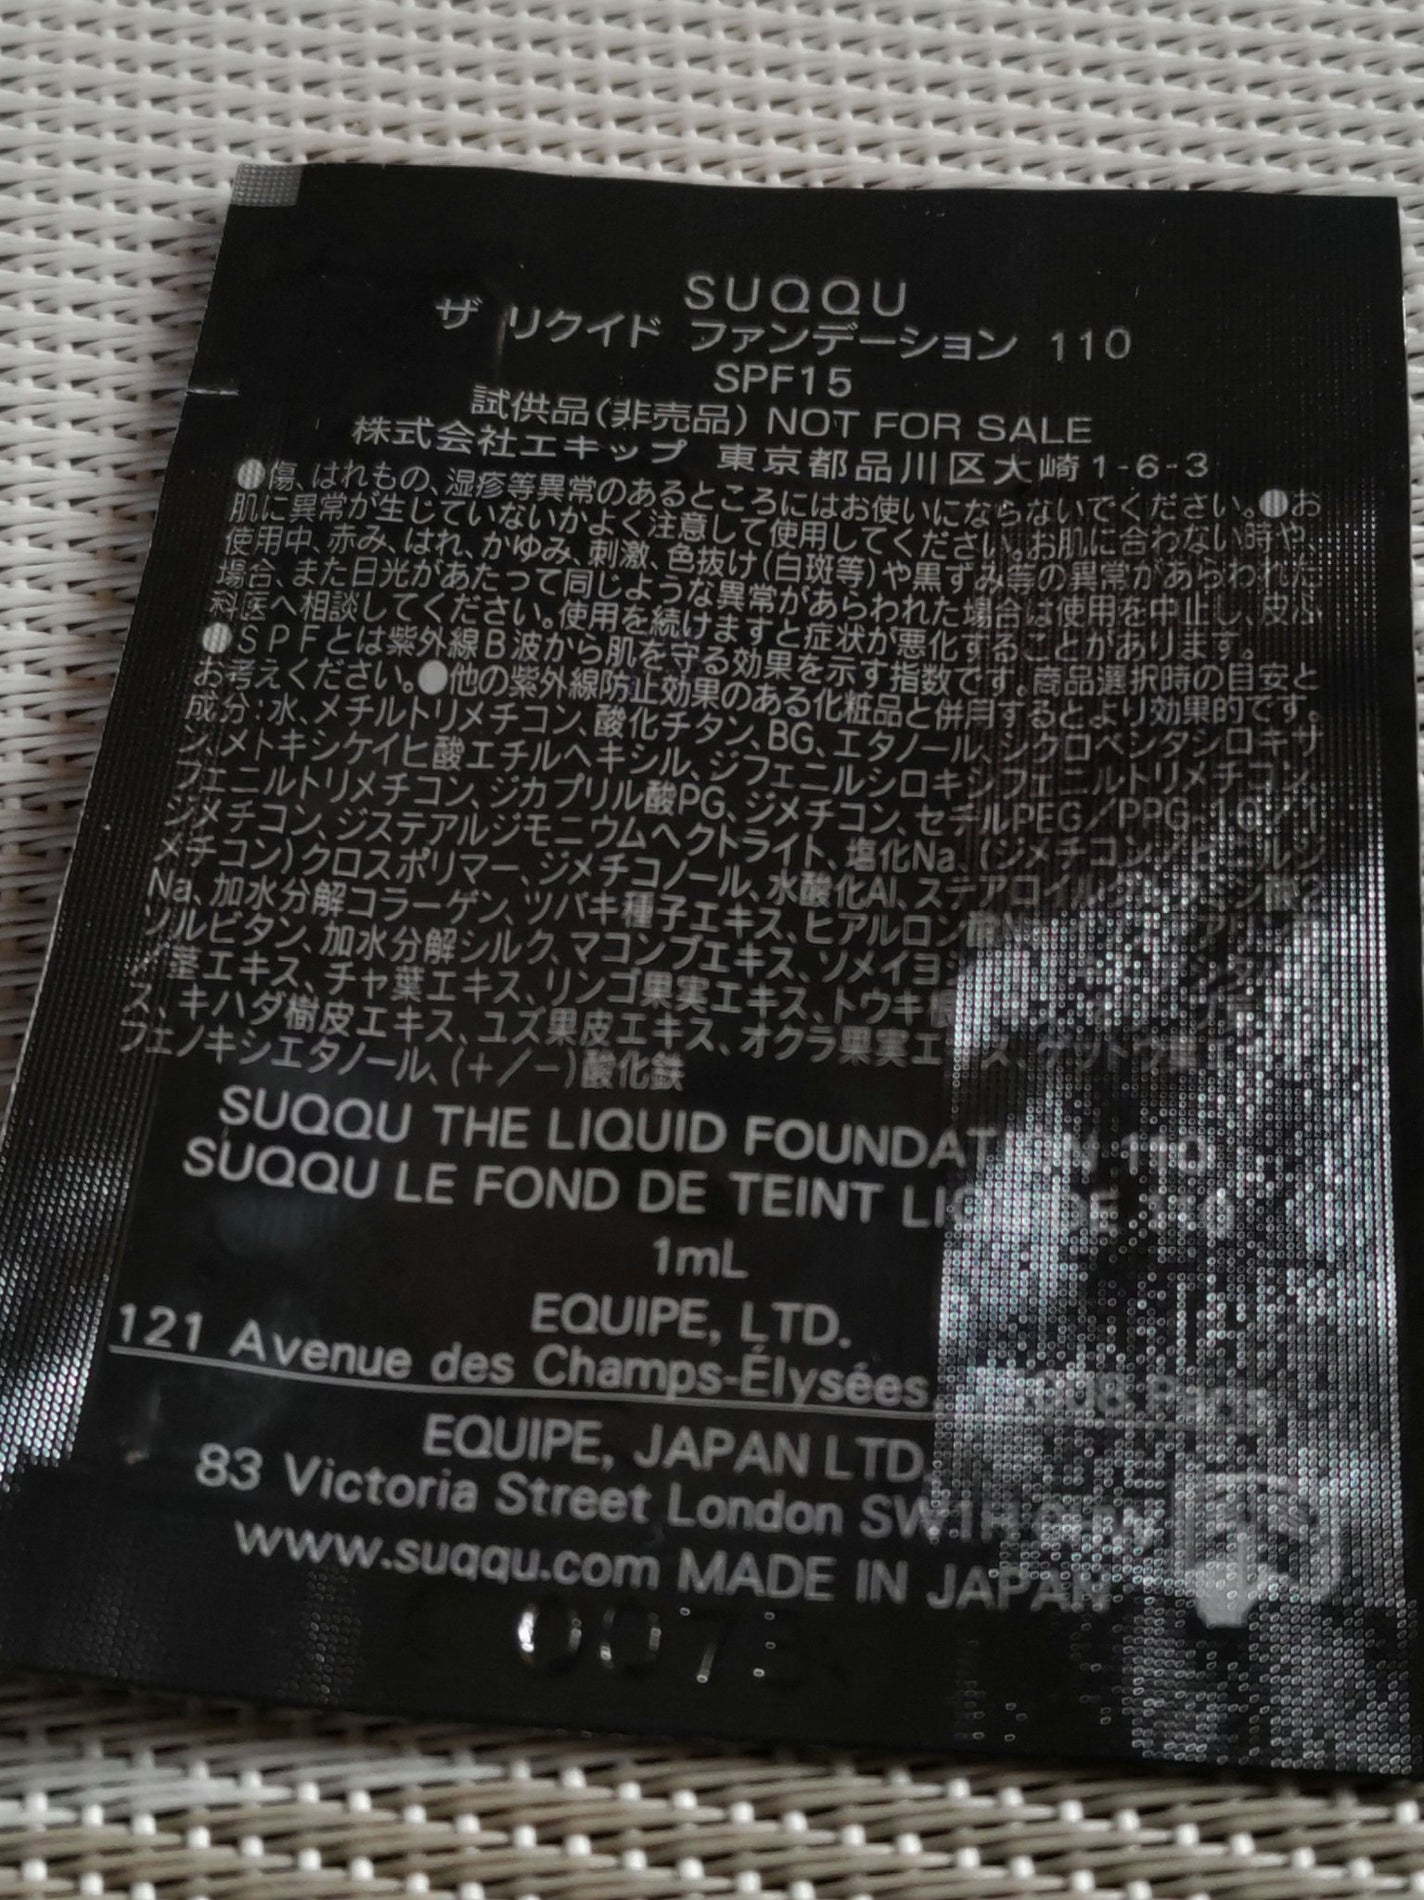 SUQQU
ザ リクイド ファンデーション 110
SPF15
試供品(非売品) NOT FOR SALE
株式会社エキップ 東京都品川区大崎1-6-3
●傷、はれもの、湿疹等異常のあるところにはお使いにならないでください。●お
肌に異常が生じていないかよく注意して使用してください。お肌に合わない時や、
使用中、赤み、はれ、かゆみ、刺激、色抜け(白斑等)や黒ずみ等の異常があらわれた
場合、また日光があたって同じような異常があらわれた場合は使用を中止し、皮ふ
科医へ相談してください。使用を続けますと症状が悪化することがあります。
●SPFとは紫外線B波から肌を守る効果を示す指数です。商品選択時の目安と
お考えください。●他の紫外線防止効果のある化粧品と併用するとより効果的です。
成分:水、メチルトリメチコン、酸化チタン、BG、エタノール、シクロペンタシロキサ
ン、メトキシケイヒ酸エチルヘキシル、ジフェニルシロキシフェニルトリメチコン、
フェニルトリメチコン、ジカプリル酸PG、ジメチコン、セチルPEG/PPG-10/1
ジメチコン、ジステアルジモニウムヘクトライト、塩化Na、(ジメチコン/ビニルジ
メチコン)クロスポリマー、ジメチコノール、水酸化Al、ステアロイル
Na、加水分解コラーゲン、ツバキ種子エキス、ヒアルロン酸
ソルビタン、加水分解シルク、マコンブエキス、ソメイヨ
茎エキス、チャ葉エキス、リンゴ果実エキス、トウキ
ス、キハダ樹皮エキス、ユズ果皮エキス、オクラ果実エキス、
フェノキシエタノール、(+/−)酸化鉄
SUQQU THE LIQUID FOUNDATION 110
SUQQU LE FOND DE TEINT LIQUIDE 110
1mL
EQUIPE, LTD.
121 Avenue des Champs-Élysées
EQUIPE, JAPAN LTD.
83 Victoria Street London
www.suqqu.com MADE IN JAPAN